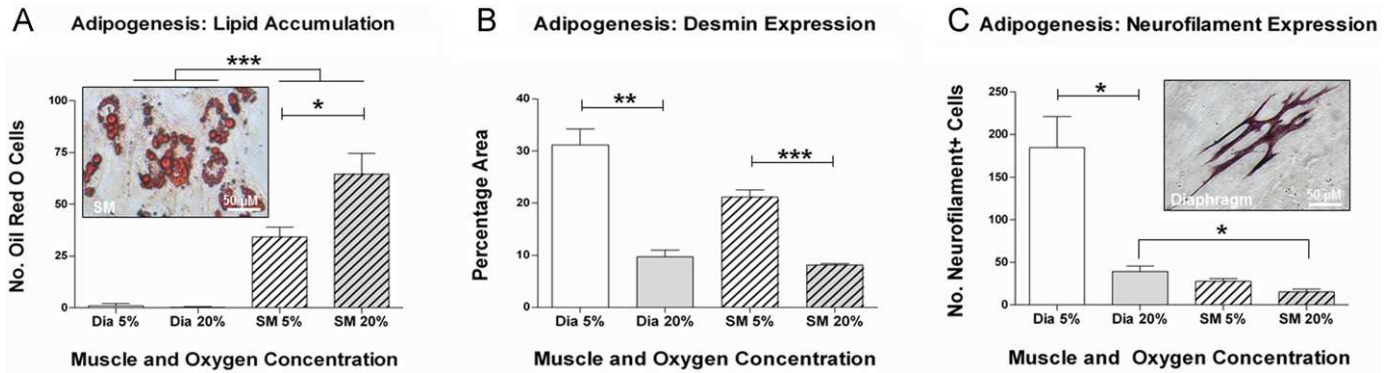 A Adipogenesis: Lipid Accumulation
***
*
No. Oil Red O Cells
100
75
50
25
0
SM
50 µM
Dia 5% Dia 20% SM 5% SM 20%
Muscle and Oxygen Concentration
B Adipogenesis: Desmin Expression
**
***
Percentage Area
40
30
20
10
0
Dia 5% Dia 20% SM 5% SM 20%
Muscle and Oxygen Concentration
C Adipogenesis: Neurofilament Expression
*
*
No. Neurofilament+ Cells
250
200
150
100
50
0
Diaphragm
50 µM
Dia 5% Dia 20% SM 5% SM 20%
Muscle and Oxygen Concentration